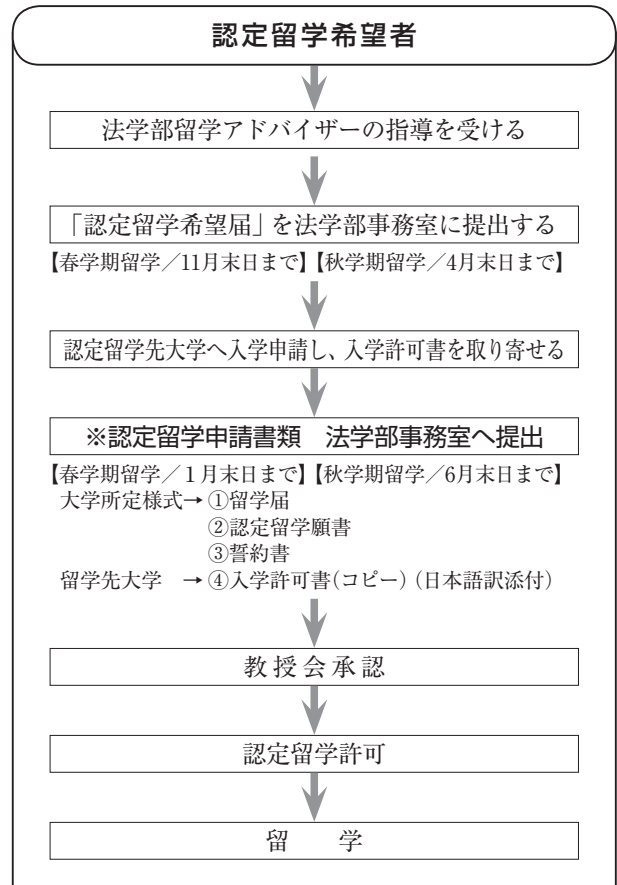 認定留学希望者
法学部留学アドバイザーの指導を受ける
「認定留学希望届」を法学部事務室に提出する
【春学期留学／11月末日まで】【秋学期留学／4月末日まで】
認定留学先大学へ入学申請し、入学許可書を取り寄せる
※認定留学申請書類　法学部事務室へ提出
【春学期留学／１月末日まで】【秋学期留学／6月末日まで】
大学所定様式→ ①留学届
②認定留学願書
③誓約書
留学先大学　→ ④入学許可書(コピー) (日本語訳添付)
教授会承認
認定留学許可
留　学